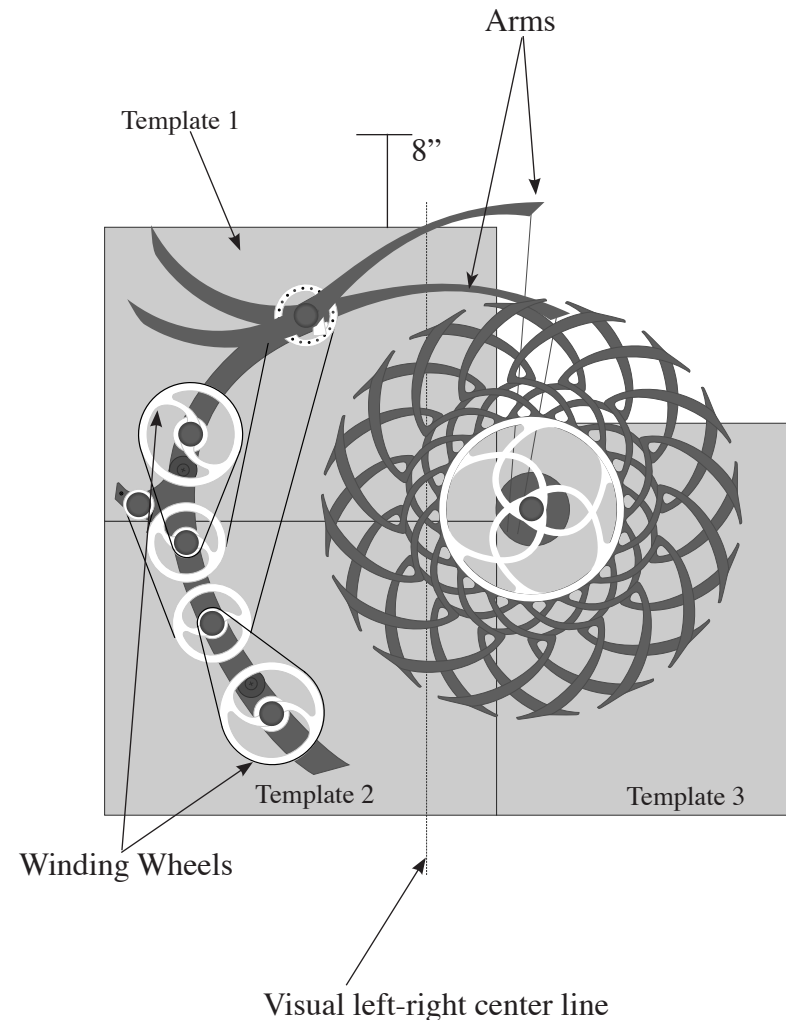 Arms
Template 1
8”
Template 2
Template 3
Winding Wheels
Visual left-right center line